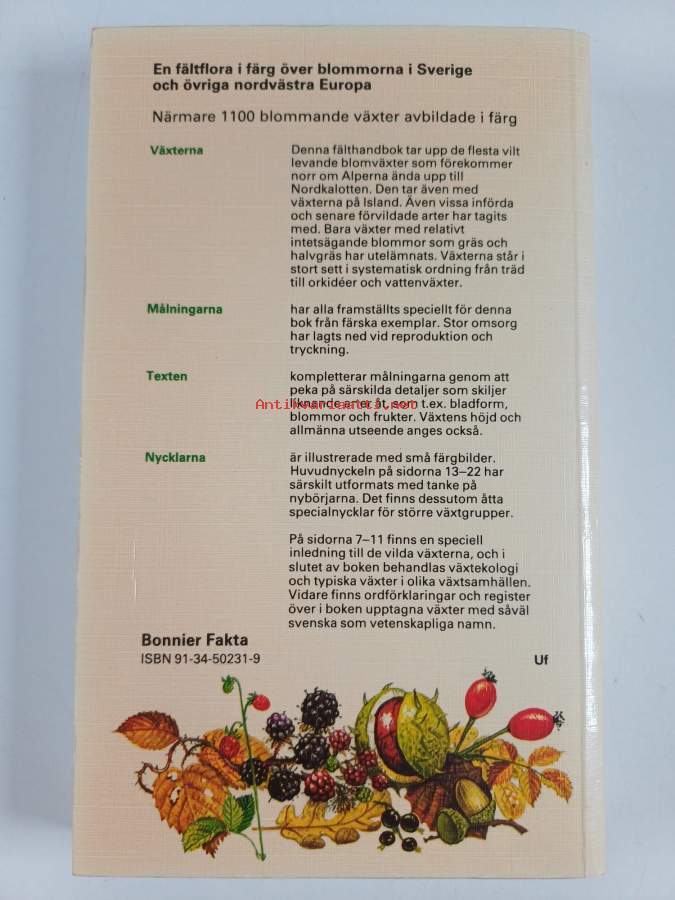 En fältflora i färg över blommorna i Sverige
och övriga nordvästra Europa
Närmare 1100 blommande växter avbildade i färg
Växterna
Denna fälthandbok tar upp de flesta vilt
levande blomväxter som förekommer
norr om Alperna ända upp till
Nordkalotten. Den tar även med
växterna på Island. Även vissa införda
och senare förvildade arter har tagits
med. Bara växter med relativt
intetsägande blommor som gräs och
halvgräs har utelämnats. Växterna står i
stort sett i systematisk ordning från träd
till orkidéer och vattenväxter.
Målningarna
har alla framställts speciellt för denna
bok från färska exemplar. Stor omsorg
har lagts ned vid reproduktion och
tryckning.
Texten
kompletterar målningarna genom att
peka på särskilda detaljer som skiljer
liknande arter åt, som t.ex. bladform,
Antikvariaatti.net
blommor och frukter. Växtens höjd och
allmänna utseende anges också.
Nycklarna
är illustrerade med små färgbilder.
Huvudnyckeln på sidorna 13–22 har
särskilt utformats med tanke på
nybörjarna. Det finns dessutom åtta
specialnycklar för större växtgrupper.
På sidorna 7–11 finns en speciell
inledning till de vilda växterna, och i
slutet av boken behandlas växtekologi
och typiska växter i olika växtsamhällen.
Vidare finns ordförklaringar och register
över i boken upptagna växter med såväl
svenska som vetenskapliga namn.
Bonnier Fakta
ISBN 91-34-50231-9
Uf